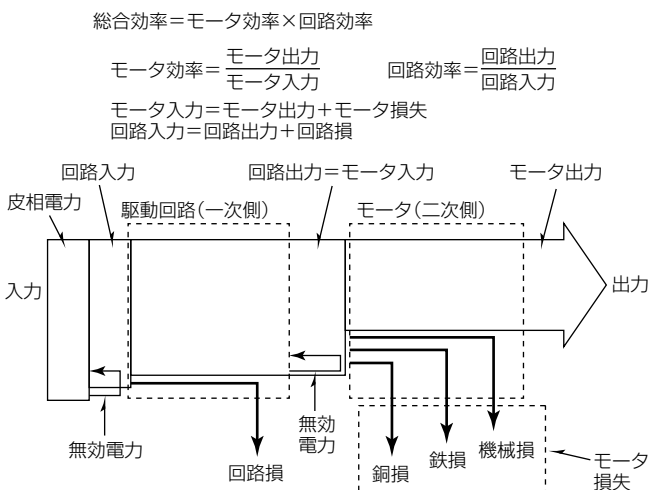 総合効率＝モータ効率×回路効率
モータ効率＝モータ出力／モータ入力
回路効率＝回路出力／回路入力
モータ入力＝モータ出力＋モータ損失
回路入力＝回路出力＋回路損
回路入力
回路出力＝モータ入力
モータ出力
皮相電力
駆動回路(一次側)
モータ(二次側)
入力
出力
無効電力
回路損
無効
電力
銅損
鉄損
機械損
モータ
損失